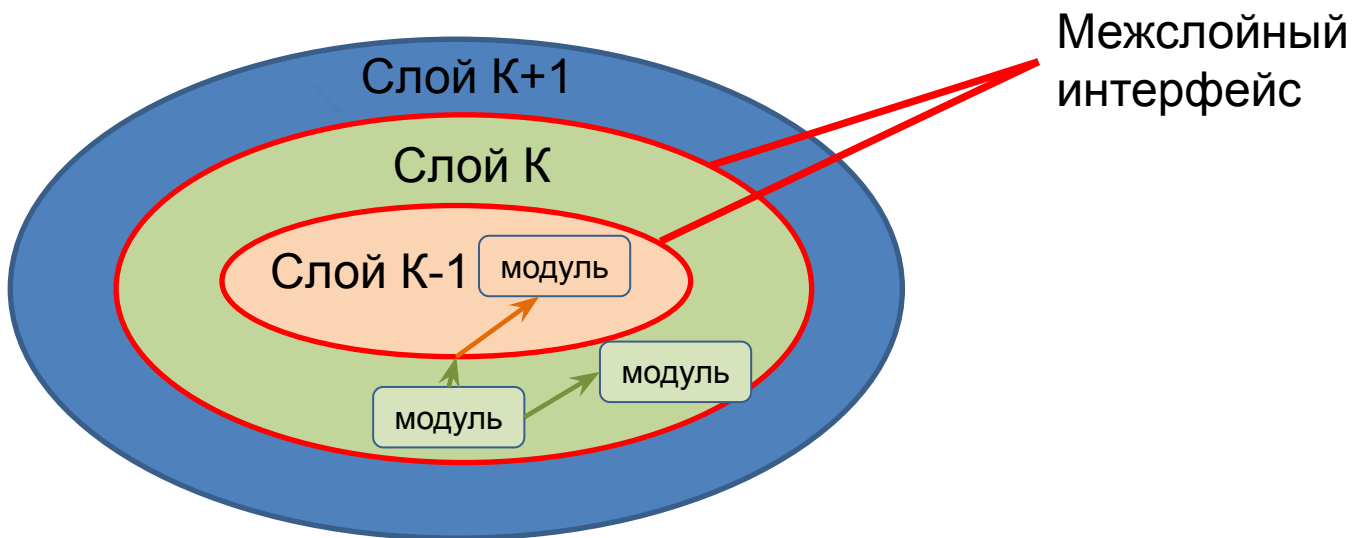 Межслойный
интерфейс
Слой К+1
Слой К
Слой К-1
модуль
модуль
модуль